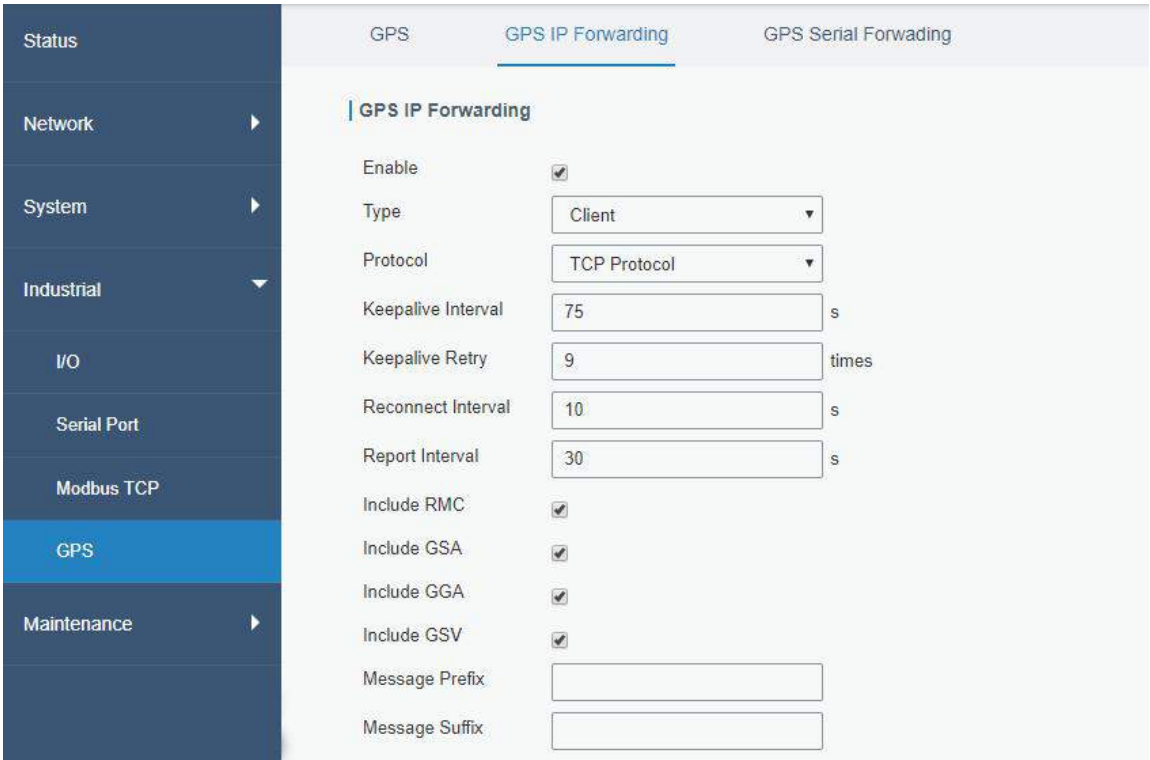 Status
Network
System
Industrial
I/O
Serial Port
Modbus TCP
GPS
Maintenance
GPS GPS IP Forwarding GPS Serial Forwading
GPS IP Forwarding
Enable
Type Client
Protocol TCP Protocol
Keepalive Interval 75 s
Keepalive Retry 9 times
Reconnect Interval 10 s
Report Interval 30 s
Include RMC
Include GSA
Include GGA
Include GSV
Message Prefix
Message Suffix